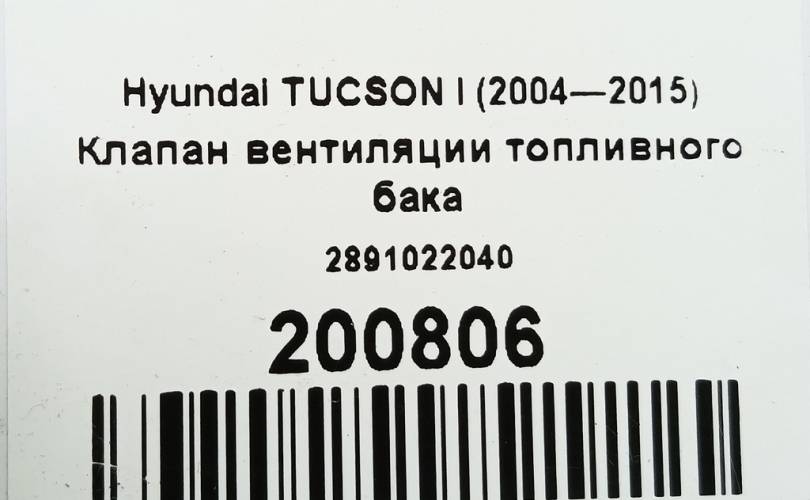 Hyundai TUCSON I (2004—2015)
Клапан вентиляции топливного
бака
2891022040
200806